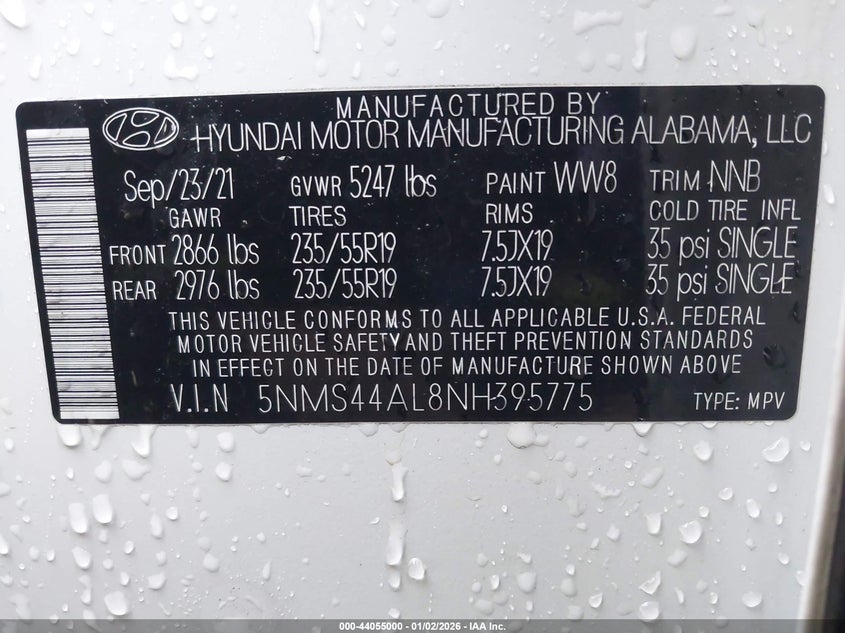 MANUFACTURED BY
HYUNDAI MOTOR MANUFACTURING ALABAMA, LLC
Sep/23/21 GVWR 5247 lbs PAINT WW8 TRIM NNB
GAWR TIRES RIMS COLD TIRE INFL
FRONT 2866 lbs 235/55R19 7.5JX19 35 psi SINGLE
REAR 2976 lbs 235/55R19 7.5JX19 35 psi SINGLE
THIS VEHICLE CONFORMS TO ALL APPLICABLE U.S.A. FEDERAL
MOTOR VEHICLE SAFETY AND THEFT PREVENTION STANDARDS
IN EFFECT ON THE DATE OF MANUFACTURE SHOWN ABOVE
V.I.N 5NMS44AL8NH395775 TYPE: MPV
000-44055000 - 01/02/2026 - IAA Inc.